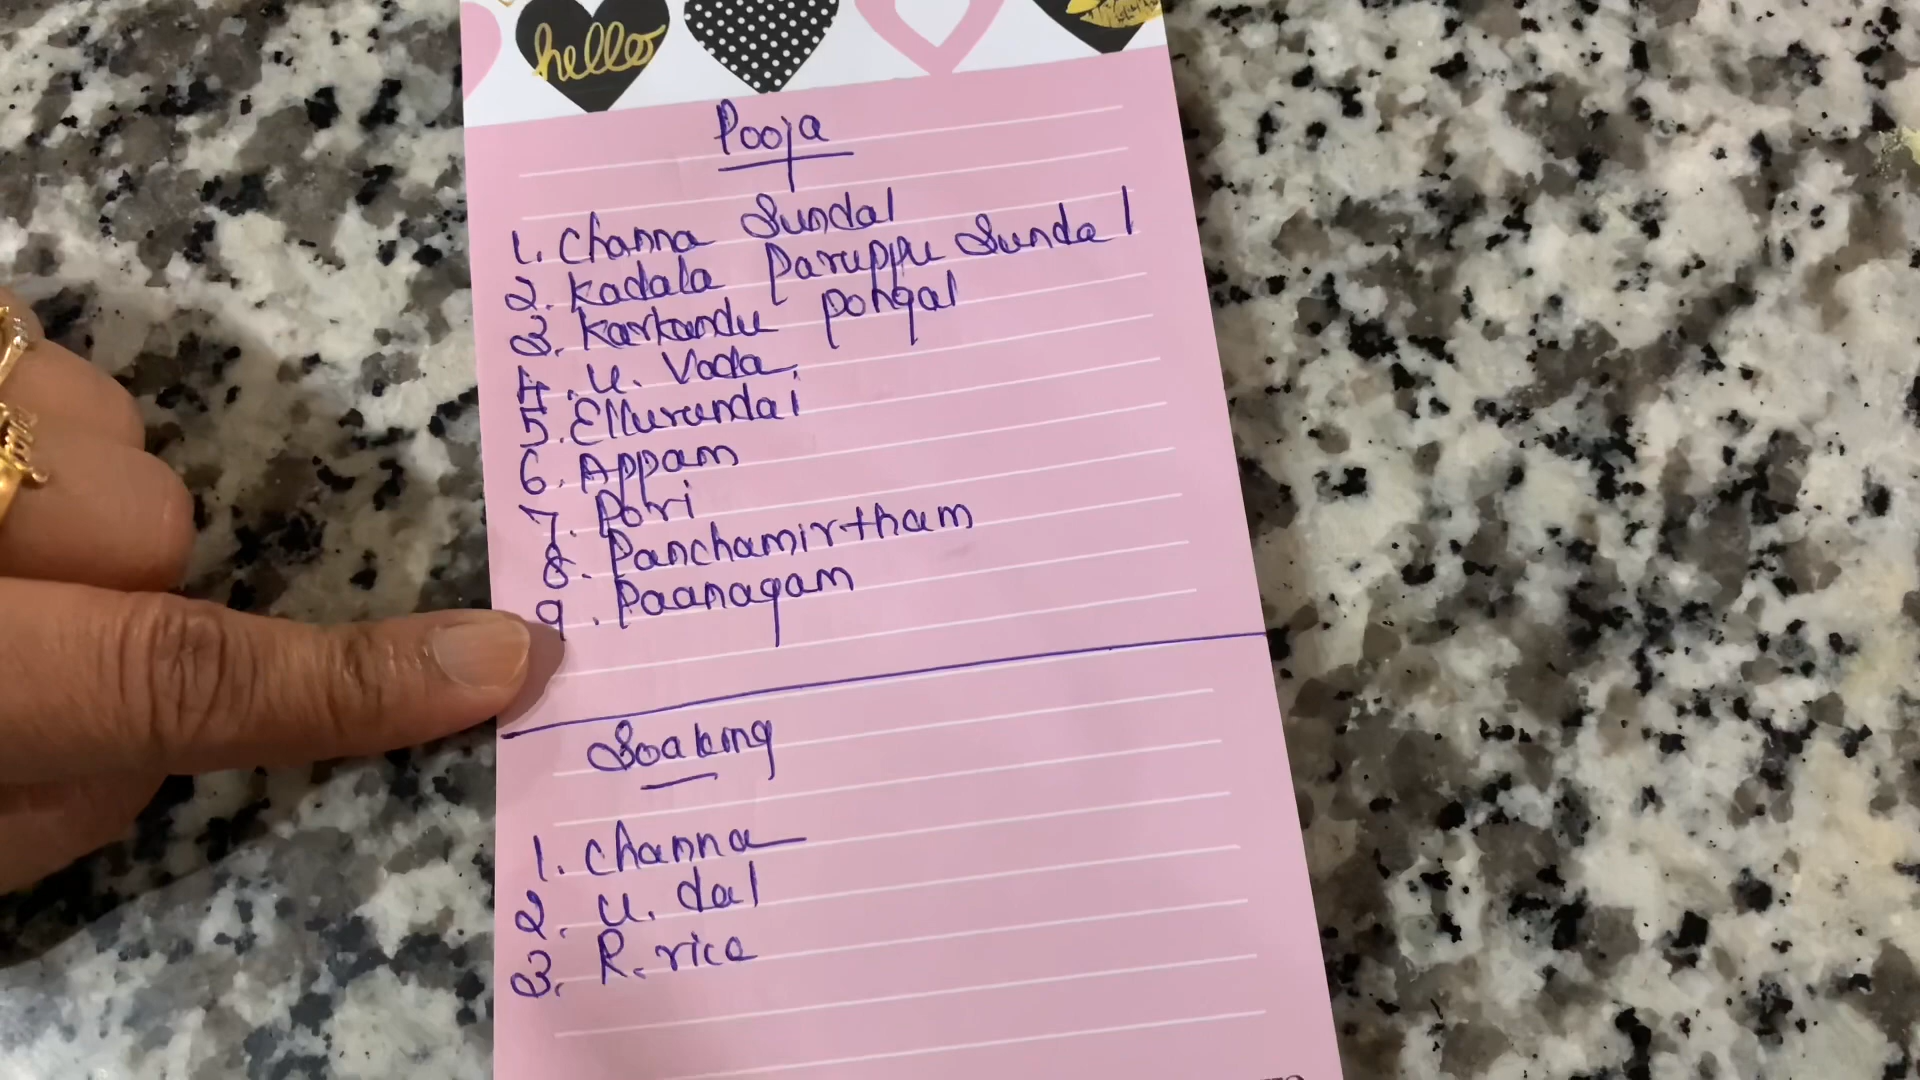 hello
Pooja
1. Channa Sundal
2. Kadala Paruppu Sundal
3. Karkandu Pongal
4. U. Vada.
5. Ellurundai
6. Appam
7. Pori
8. Panchamirtham
9. Paanagam
Soaking
1. Channa
2. U. dal
3. R. rice